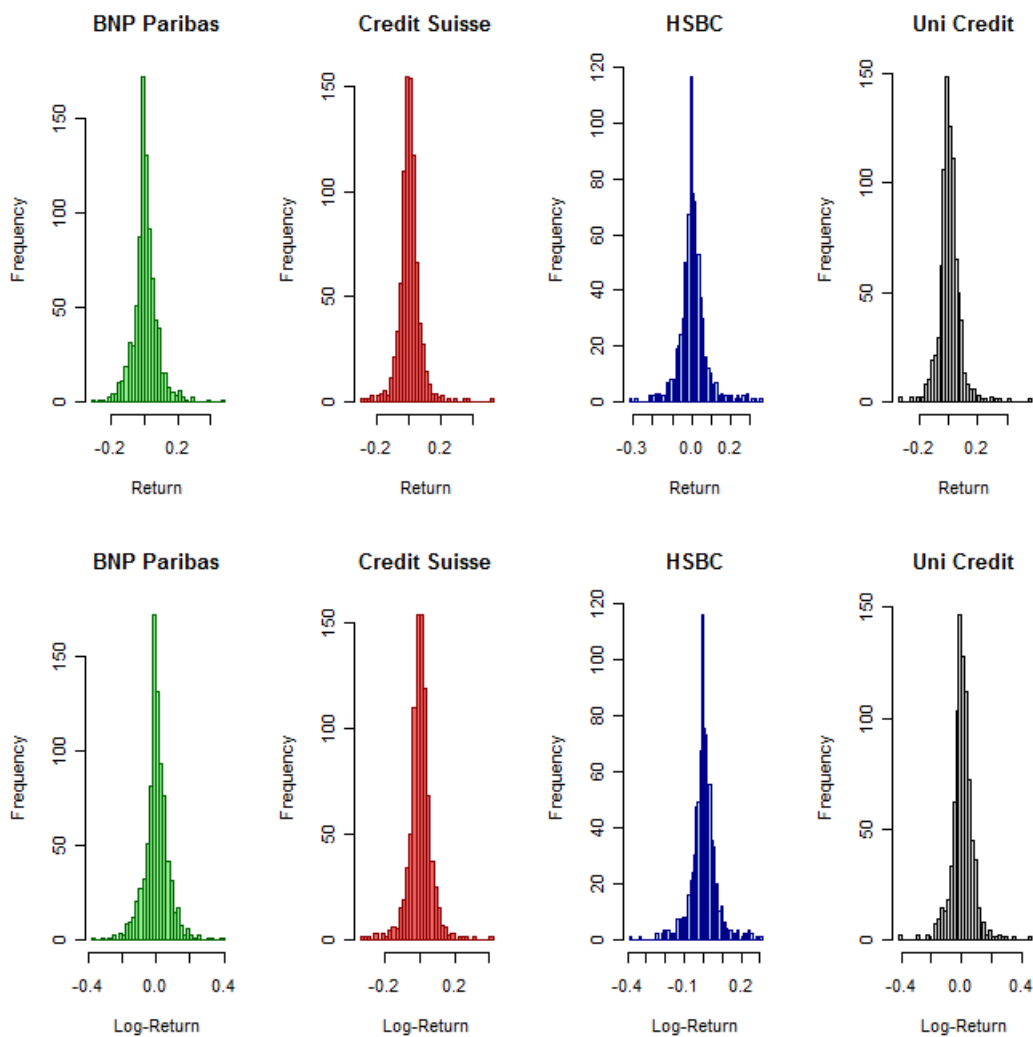 BNP Paribas
Frequency
0 50 100 150
-0.2 0.2
Return
Credit Suisse
Frequency
0 50 100 150
-0.2 0.2
Return
HSBC
Frequency
0 20 40 60 80 100 120
-0.3 0.0 0.2
Return
Uni Credit
Frequency
0 50 100 150
-0.2 0.2
Return
BNP Paribas
Frequency
0 50 100 150
-0.4 0.0 0.4
Log-Return
Credit Suisse
Frequency
0 50 100 150
-0.2 0.2
Log-Return
HSBC
Frequency
0 20 40 60 80 100 120
-0.4 -0.1 0.2
Log-Return
Uni Credit
Frequency
0 50 100 150
-0.4 0.0 0.4
Log-Return